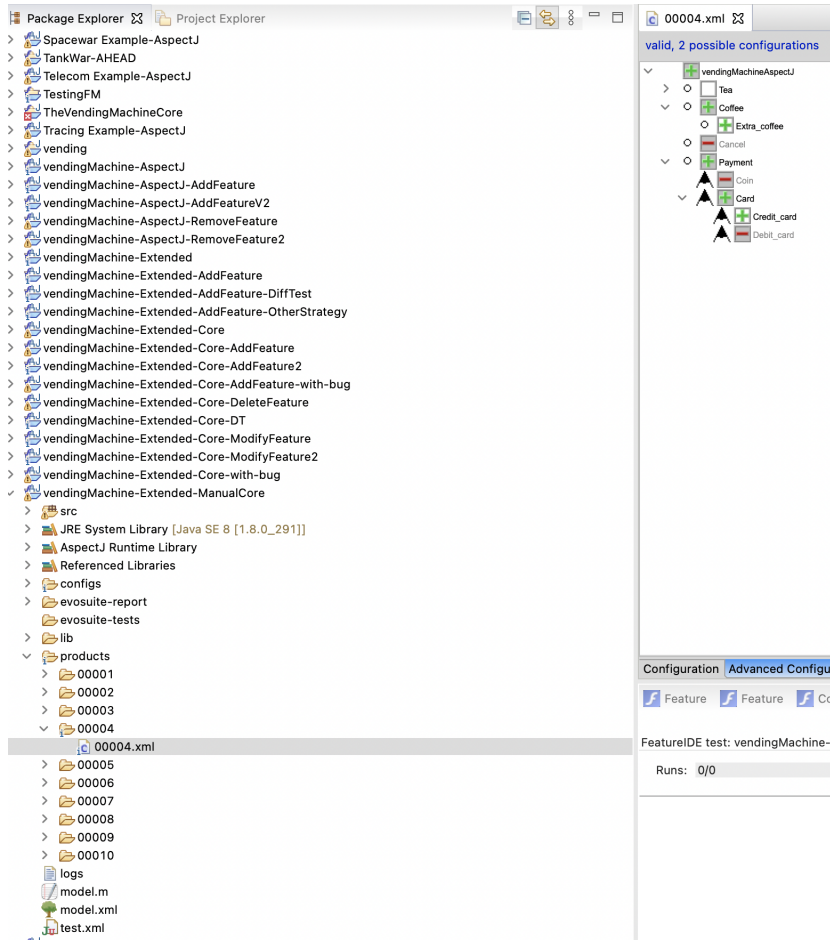 Package Explorer
Project Explorer
Spacewar Example-AspectJ
TankWar-AHEAD
Telecom Example-AspectJ
TestingFM
TheVendingMachineCore
Tracing Example-AspectJ
vending
vendingMachine-AspectJ
vendingMachine-AspectJ-AddFeature
vendingMachine-AspectJ-AddFeatureV2
vendingMachine-AspectJ-RemoveFeature
vendingMachine-AspectJ-RemoveFeature2
vendingMachine-Extended
vendingMachine-Extended-AddFeature
vendingMachine-Extended-AddFeature-DiffTest
vendingMachine-Extended-AddFeature-OtherStrategy
vendingMachine-Extended-Core
vendingMachine-Extended-Core-AddFeature
vendingMachine-Extended-Core-AddFeature2
vendingMachine-Extended-Core-AddFeature-with-bug
vendingMachine-Extended-Core-DeleteFeature
vendingMachine-Extended-Core-DT
vendingMachine-Extended-Core-ModifyFeature
vendingMachine-Extended-Core-ModifyFeature2
vendingMachine-Extended-Core-with-bug
vendingMachine-Extended-ManualCore
src
JRE System Library [Java SE 8 [1.8.0_291]]
AspectJ Runtime Library
Referenced Libraries
configs
evosuite-report
evosuite-tests
lib
products
00001
00002
00003
00004
00004.xml
00005
00006
00007
00008
00009
00010
logs
model.m
model.xml
test.xml
00004.xml
valid, 2 possible configurations
vendingMachineAspectJ
Tea
Coffee
Extra_coffee
Cancel
Payment
Coin
Card
Credit_card
Debit_card
Configuration Advanced Configu
Feature Feature Co
FeatureIDE test: vendingMachine-
Runs: 0/0